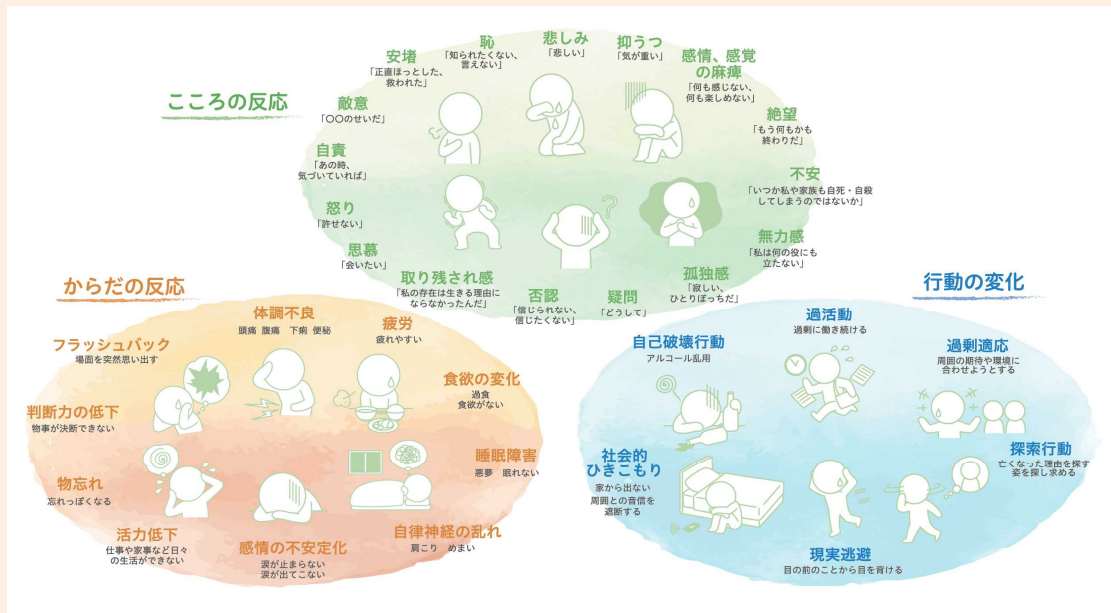 こころの反応
安堵
「正直ほっとした、
救われた」
恥
「知られたくない、
言えない」
悲しみ
「悲しい」
抑うつ
「気が重い」
感情、感覚
の麻痺
「何も感じない、
何も楽しめない」
敵意
「〇〇のせいだ」
絶望
「もう何もかも
終わりだ」
自責
「あの時、
気づいていれば」
不安
「いつか私や家族も自死・自殺
してしまうのではないか」
怒り
「許せない」
無力感
「私は何の役にも
立たない」
思慕
「会いたい」
取り残され感
「私の存在は生きる理由に
ならなかったんだ」
否認
「信じられない、
信じたくない」
疑問
「どうして」
?
孤独感
「寂しい、
ひとりぼっちだ」
からだの反応
体調不良
頭痛 腹痛 下痢 便秘
疲労
疲れやすい
フラッシュバック
場面を突然思い出す
食欲の変化
過食
食欲がない
判断力の低下
物事が決断できない
睡眠障害
悪夢 眠れない
物忘れ
忘れっぽくなる
自律神経の乱れ
肩こり めまい
活力低下
仕事や家事など日々
の生活ができない
感情の不安定化
涙が止まらない
涙が出てこない
行動の変化
過活動
過剰に働き続ける
自己破壊行動
アルコール乱用
過剰適応
周囲の期待や環境に
合わせようとする
社会的
ひきこもり
家から出ない
周囲との音信を
遮断する
探索行動
亡くなった理由を探す
姿を探し求める
現実逃避
目の前のことから目を背ける